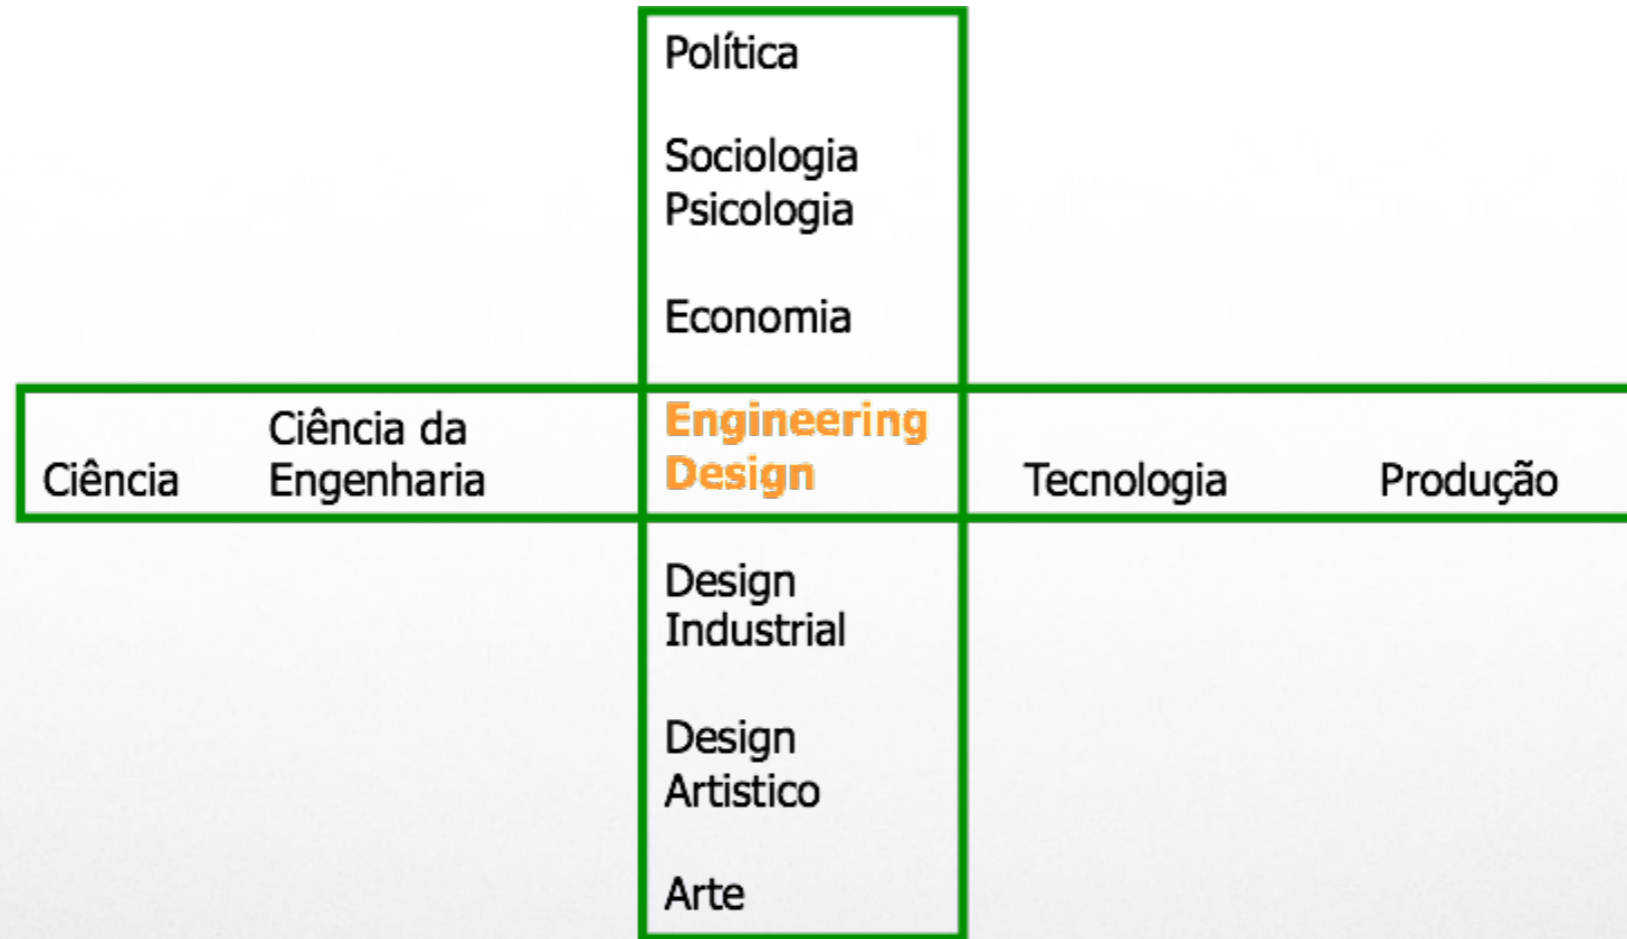 Política
Sociologia
Psicologia
Economia
Ciência
Ciência da
Engenharia
Engineering
Design
Tecnologia
Produção
Design
Industrial
Design
Artistico
Arte